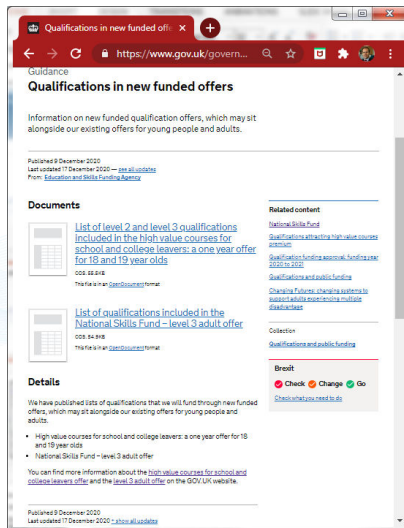 Qualifications in new funded offe
https://www.gov.uk/govern...
Guidance
Qualifications in new funded offers
Information on new funded qualification offers, which may sit
alongside our existing offers for young people and adults.
Published 9 December 2020
Last updated 17 December 2020 — see all updates
From: Education and Skills Funding Agency
Documents
List of level 2 and level 3 qualifications
included in the high value courses for
school and college leavers: a one year offer
for 18 and 19 year olds
This file is in an OpenDocument format
List of qualifications included in the
National Skills Fund – level 3 adult offer
This file is in an OpenDocument format
Details
We have published lists of qualifications that we will fund through new funded
offers, which may sit alongside our existing offers for young people and
adults.
• High value courses for school and college leavers: a one year offer for 18
and 19 year olds
• National Skills Fund – level 3 adult offer
You can find more information about the high value courses for school and
college leavers offer and the level 3 adult offer on the GOV.UK website.
Published 9 December 2020
Last updated 17 December 2020 + show all updates
Related content
National Skills Fund
Qualifications attracting high value courses
premium
Qualification funding approval: funding year
2020 to 2021
Qualifications and public funding
Changing Futures: changing systems to
support adults experiencing multiple
disadvantage
Collection
Qualifications and public funding
Brexit
Check Change Go
Check what you need to do